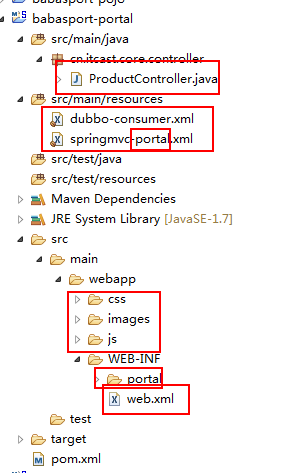 babasport-pojo
babasport-portal
src/main/java
cn.itcast.core.controller
ProductController.java
src/main/resources
dubbo-consumer.xml
springmvc-portal.xml
src/test/java
src/test/resources
Maven Dependencies
JRE System Library [JavaSE-1.7]
src
main
webapp
css
images
js
WEB-INF
portal
web.xml
test
target
pom.xml